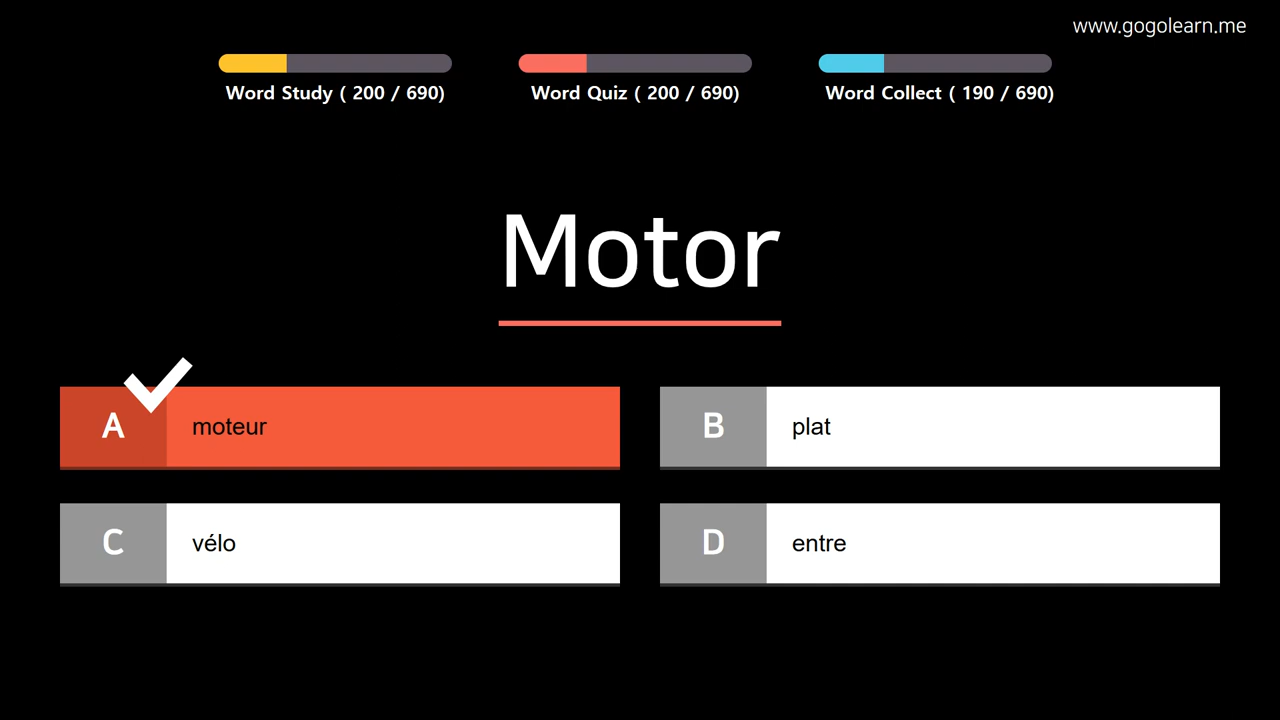 www.gogolearn.me
Word Study ( 200 / 690)
Word Quiz ( 200 / 690)
Word Collect ( 190 / 690)
Motor
A
moteur
B
plat
C
vélo
D
entre